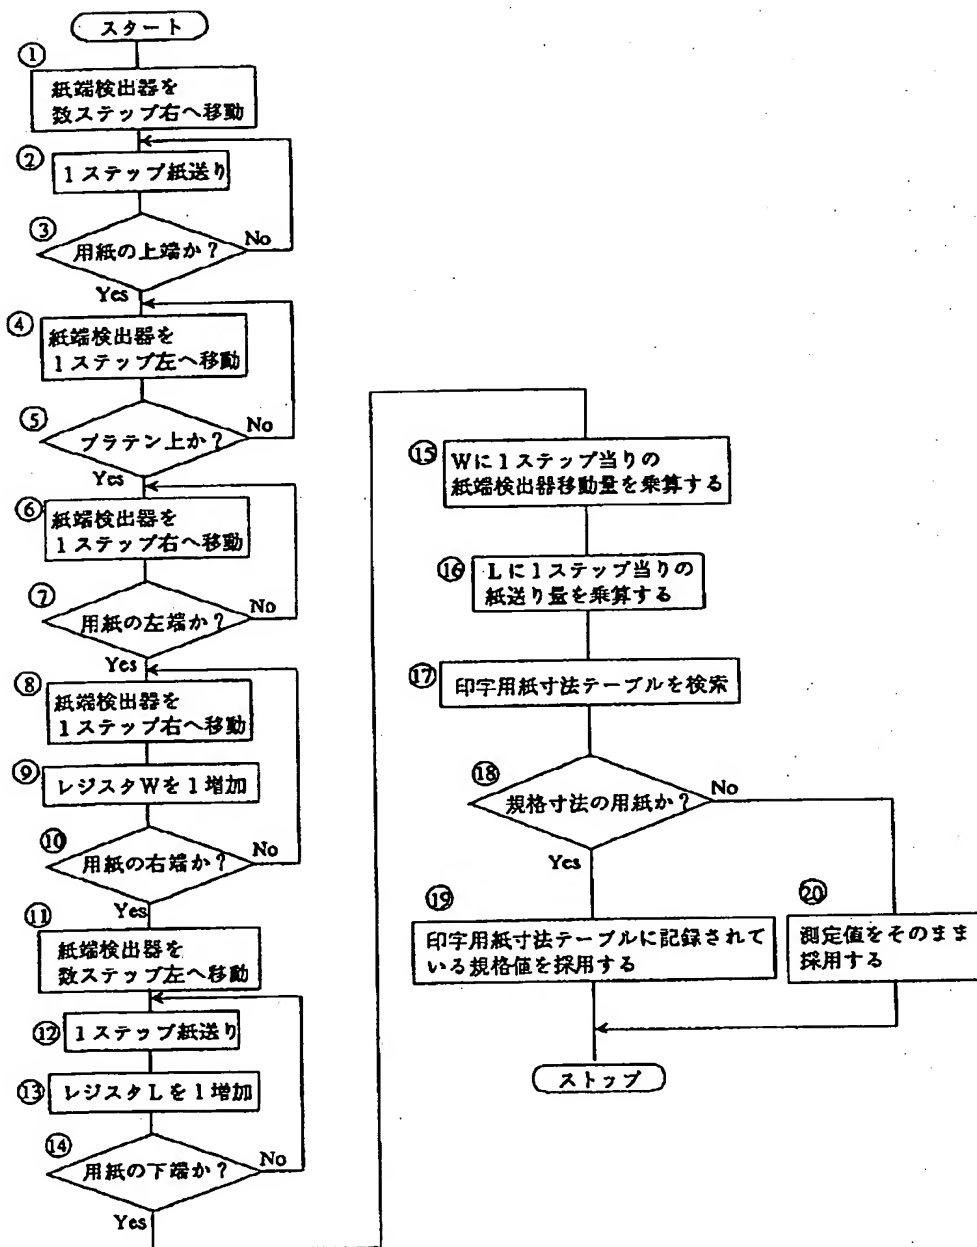 スタート
①
紙端検出器を
数ステップ右へ移動
②
1ステップ紙送り
③
用紙の上端か?
No
Yes
④
紙端検出器を
1ステップ左へ移動
⑤
プラテン上か?
No
Yes
⑥
紙端検出器を
1ステップ右へ移動
⑦
用紙の左端か?
No
Yes
⑧
紙端検出器を
1ステップ右へ移動
⑨
レジスタWを1増加
⑩
用紙の右端か?
No
Yes
⑪
紙端検出器を
数ステップ左へ移動
⑫
1ステップ紙送り
⑬
レジスタLを1増加
⑭
用紙の下端か?
No
Yes
⑮
Wに1ステップ当りの
紙端検出器移動量を乗算する
⑯
Lに1ステップ当りの
紙送り量を乗算する
⑰
印字用紙寸法テーブルを検索
⑱
規格寸法の用紙か?
No
Yes
⑲
印字用紙寸法テーブルに記録されて
いる規格値を採用する
⑳
測定値をそのまま
採用する
ストップ